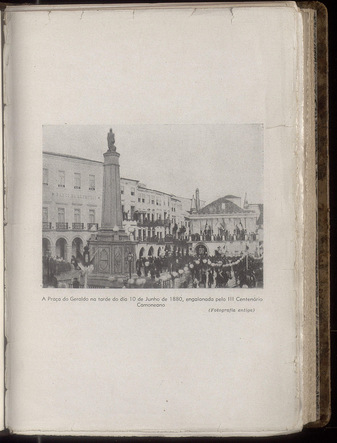 A Praça do Geraldo na tarde do dia 10 de Junho de 1880, engalanada pelo III Centenário
Camoneano
(Fotografia antiga)